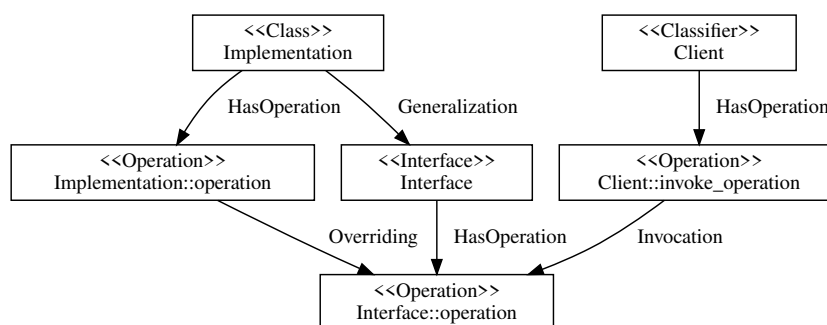 <<Class>>
Implementation
<<Classifier>>
Client
HasOperation
Generalization
HasOperation
<<Operation>>
Implementation::operation
<<Interface>>
Interface
<<Operation>>
Client::invoke_operation
Overriding
HasOperation
Invocation
<<Operation>>
Interface::operation